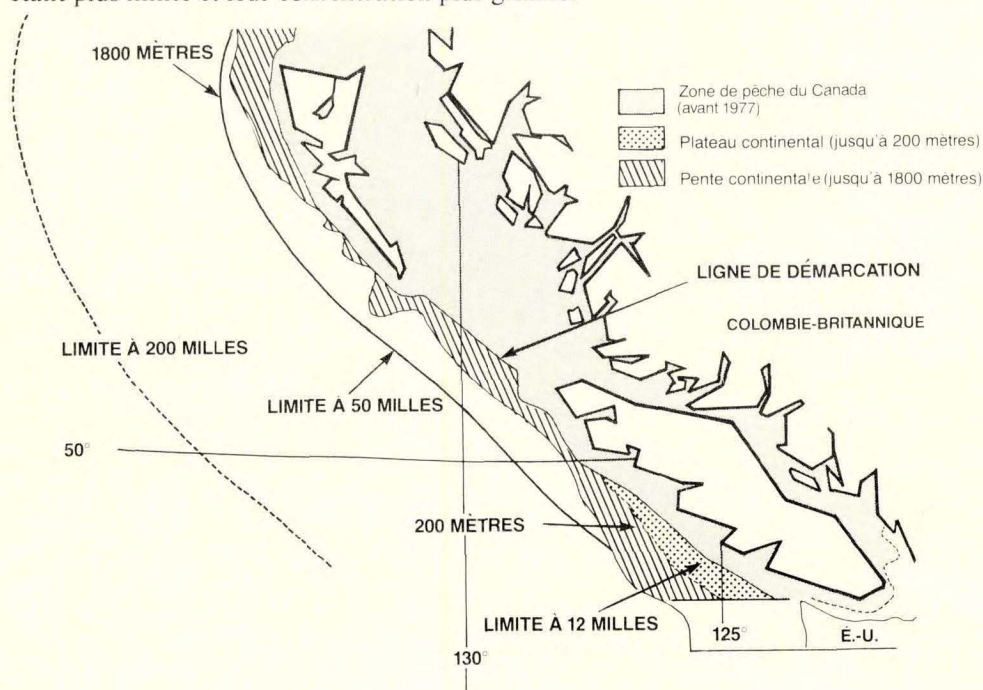 1800 MÈTRES
Zone de pêche du Canada
(avant 1977)
Plateau continental (jusqu'à 200 mètres)
Pente continentale (jusqu'à 1800 mètres)
LIGNE DE DÉMARCATION
COLOMBIE-BRITANNIQUE
LIMITE À 200 MILLES
LIMITE À 50 MILLES
50°
200 MÈTRES
LIMITE À 12 MILLES
125°
É.-U.
130°